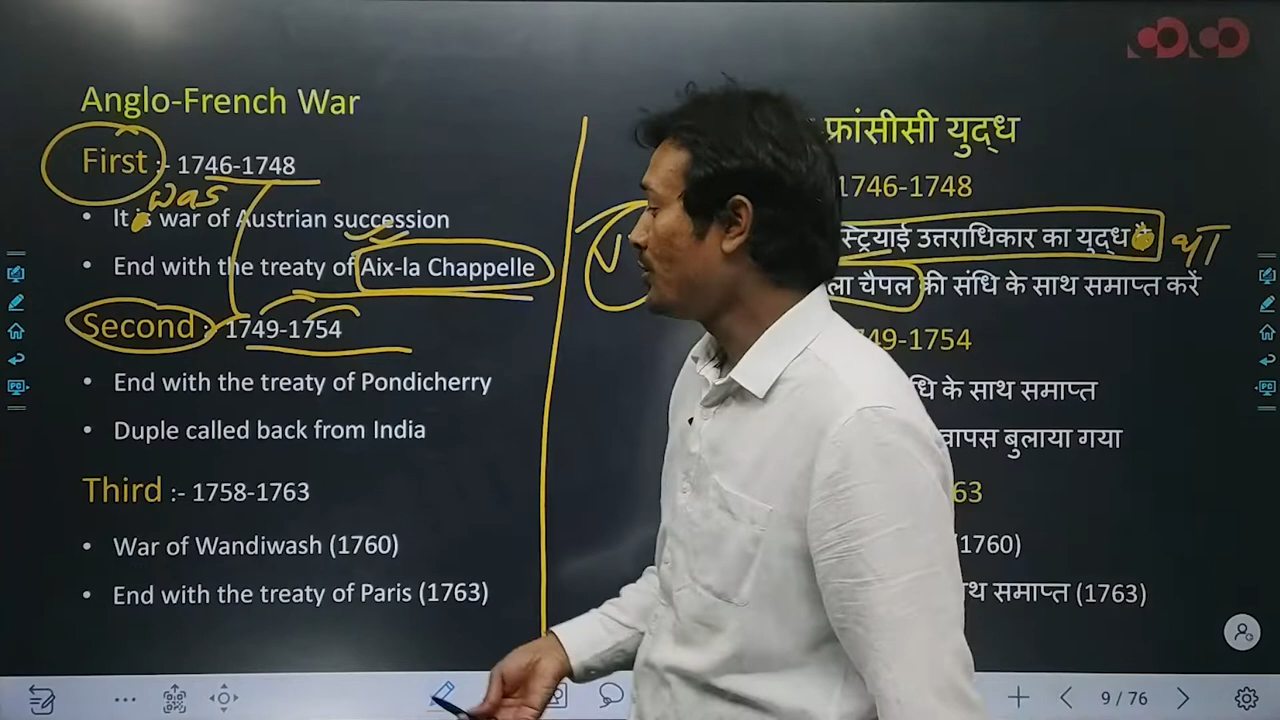 Anglo-French War
First :- 1746-1748
was
• It is war of Austrian succession
• End with the treaty of Aix-la Chappelle
Second :- 1749-1754
• End with the treaty of Pondicherry
• Duple called back from India
Third :- 1758-1763
• War of Wandiwash (1760)
• End with the treaty of Paris (1763)
फ्रांसीसी युद्ध
1746-1748
उत्तराधिकार का युद्ध है था
ला चैपल की संधि के साथ समाप्त करें
49-1754
के साथ समाप्त
वापस बुलाया गया
63
1760)
समाप्त (1763)
PC
PC
9 / 76